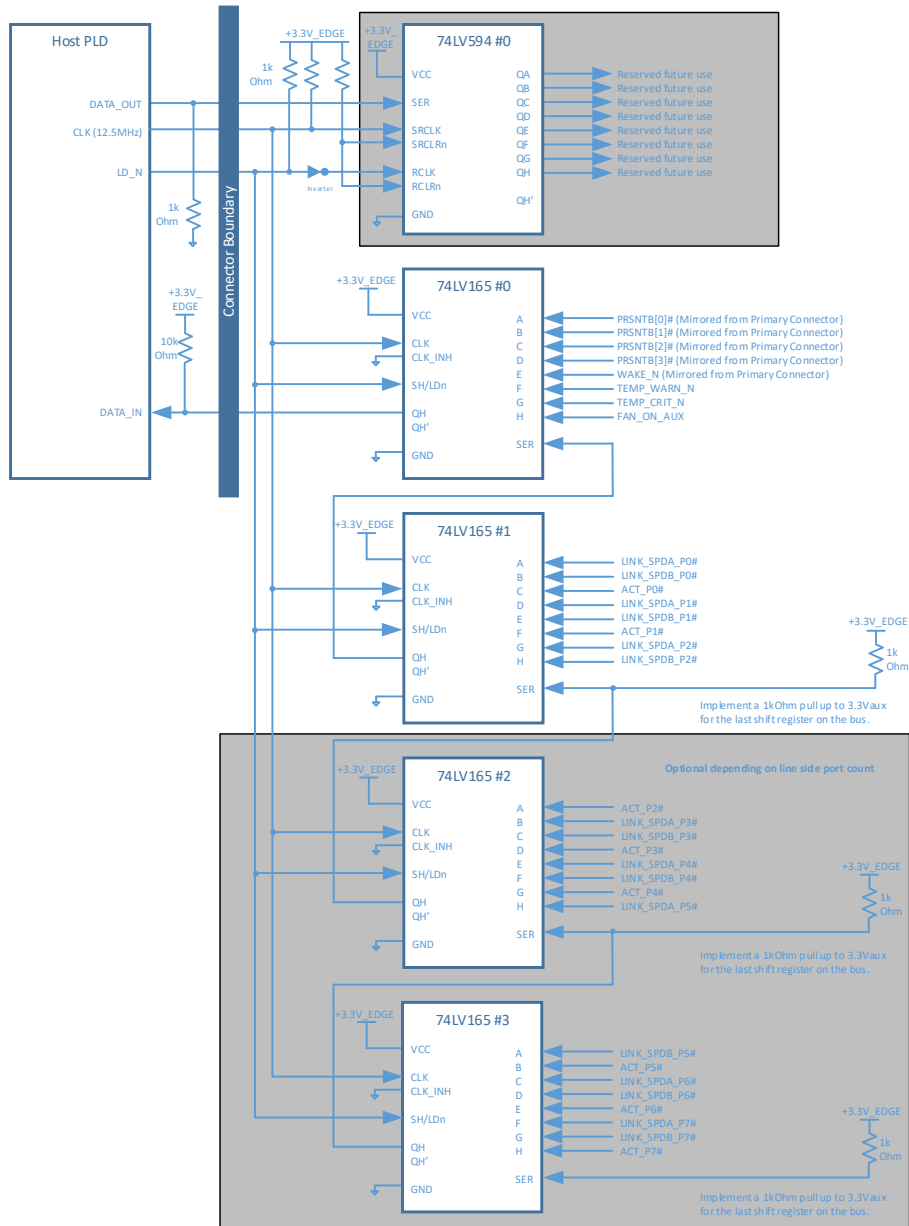 Host PLD
DATA_OUT
CLK (12.5MHz)
LD_N
1k
Ohm
+3.3V_
EDGE
10k
Ohm
DATA_IN
Connector Boundary
+3.3V_EDGE
1k
Ohm
Inverter
+3.3V_
EDGE
74LV594 #0
VCC
SER
SRCLK
SRCLRn
RCLK
RCLRn
GND
QA
QB
QC
QD
QE
QF
QG
QH
QH'
Reserved future use
Reserved future use
Reserved future use
Reserved future use
Reserved future use
Reserved future use
Reserved future use
Reserved future use
+3.3V_EDGE
74LV165 #0
VCC
CLK
CLK_INH
SH/LDn
QH
QH'
GND
A
B
C
D
E
F
G
H
SER
PRSNTB[0]# (Mirrored from Primary Connector)
PRSNTB[1]# (Mirrored from Primary Connector)
PRSNTB[2]# (Mirrored from Primary Connector)
PRSNTB[3]# (Mirrored from Primary Connector)
WAKE_N (Mirrored from Primary Connector)
TEMP_WARN_N
TEMP_CRIT_N
FAN_ON_AUX
+3.3V_EDGE
74LV165 #1
VCC
CLK
CLK_INH
SH/LDn
QH
QH'
GND
A
B
C
D
E
F
G
H
SER
LINK_SPDA_P0#
LINK_SPDB_P0#
ACT_P0#
LINK_SPDA_P1#
LINK_SPDB_P1#
ACT_P1#
LINK_SPDA_P2#
LINK_SPDB_P2#
+3.3V_EDGE
1k
Ohm
Implement a 1kOhm pull up to 3.3Vaux
for the last shift register on the bus.
Optional depending on line side port count
+3.3V_EDGE
74LV165 #2
VCC
CLK
CLK_INH
SH/LDn
QH
QH'
GND
A
B
C
D
E
F
G
H
SER
ACT_P2#
LINK_SPDA_P3#
LINK_SPDB_P3#
ACT_P3#
LINK_SPDA_P4#
LINK_SPDB_P4#
ACT_P4#
LINK_SPDA_P5#
+3.3V_EDGE
1k
Ohm
Implement a 1kOhm pull up to 3.3Vaux
for the last shift register on the bus.
+3.3V_EDGE
74LV165 #3
VCC
CLK
CLK_INH
SH/LDn
QH
QH'
GND
A
B
C
D
E
F
G
H
SER
LINK_SPDB_P5#
ACT_P5#
LINK_SPDA_P6#
LINK_SPDB_P6#
ACT_P6#
LINK_SPDA_P7#
LINK_SPDB_P7#
ACT_P7#
+3.3V_EDGE
1k
Ohm
Implement a 1kOhm pull up to 3.3Vaux
for the last shift register on the bus.